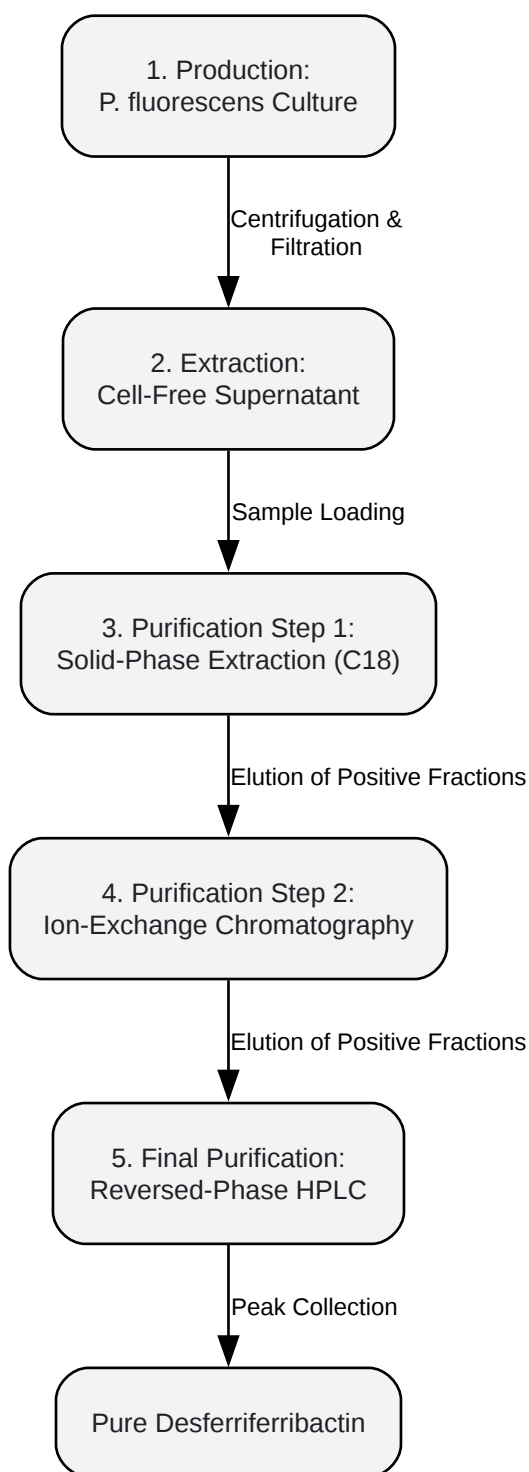 1. Production:
P. fluorescens Culture
Centrifugation &
Filtration
2. Extraction:
Cell-Free Supernatant
Sample Loading
3. Purification Step 1:
Solid-Phase Extraction (C18)
Elution of Positive Fractions
4. Purification Step 2:
Ion-Exchange Chromatography
Elution of Positive Fractions
5. Final Purification:
Reversed-Phase HPLC
Peak Collection
Pure Desferriferribactin